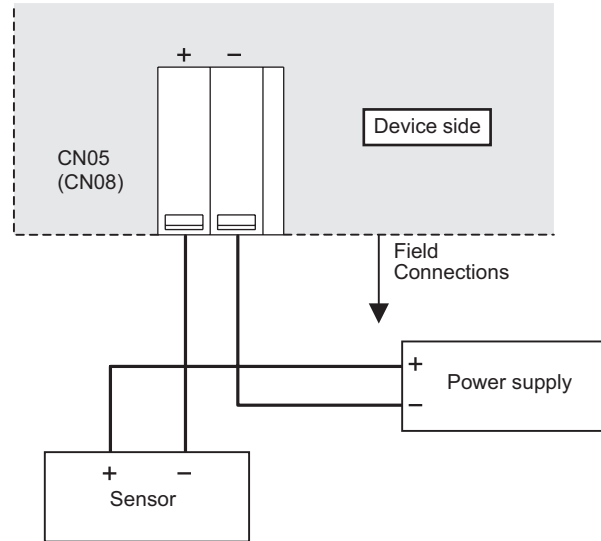 + −
Device side
CN05
(CN08)
Field
Connections
+
Power supply
−
+ −
Sensor